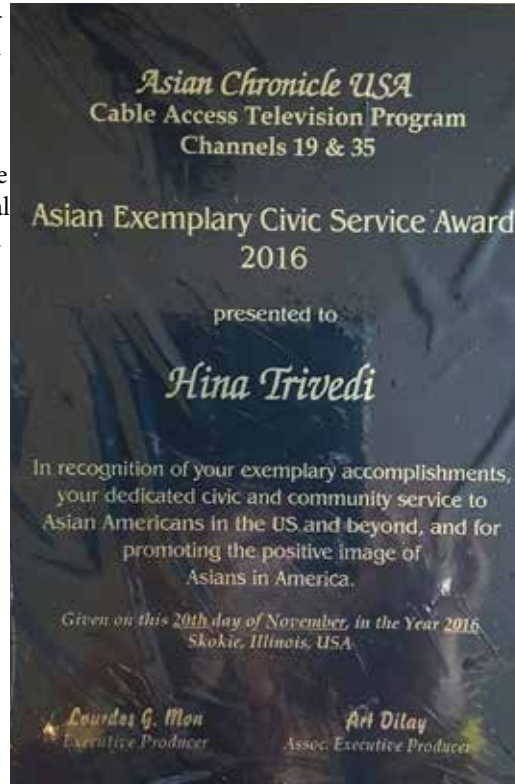 Asian Chronicle USA
Cable Access Television Program
Channels 19 & 35
Asian Exemplary Civic Service Award
2016
presented to
Hina Trivedi
In recognition of your exemplary accomplishments,
your dedicated civic and community service to
Asian Americans in the US and beyond, and for
promoting the positive image of
Asians in America.
Given on this 20th day of November, in the Year 2016
Skokie, Illinois, USA
Lourdes G. Mon
Executive Producer
Art Dilay
Assoc. Executive Producer